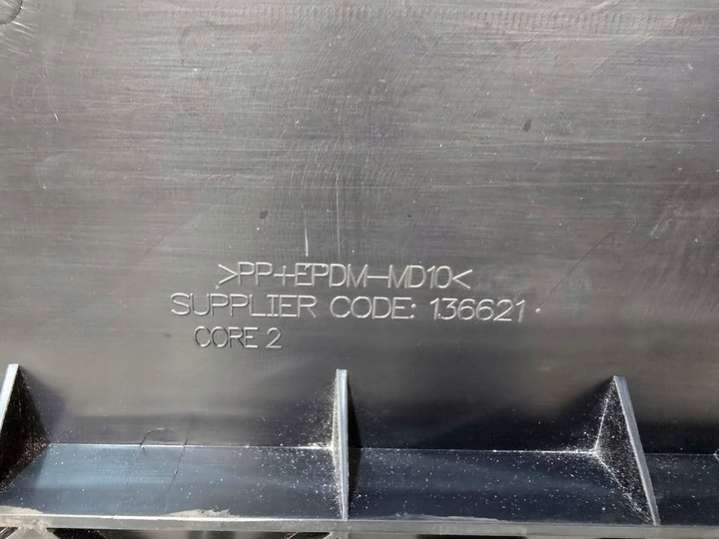 >PP+EPDM-MD10<
SUPPLIER CODE: 136621
CORE 2